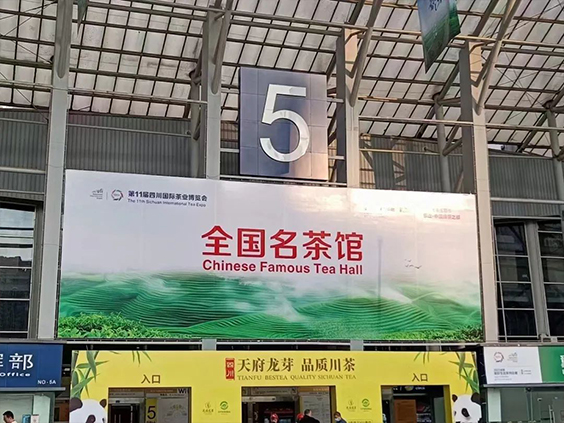 5
第11届四川国际茶业博览会
The 11th Sichuan International Tea Expo
全国名茶馆
Chinese Famous Tea Hall
部
Office
NO-5A
四川
天府龙芽 品质川茶
TIANFU BESTEA QUALITY SICHUAN TEA
入口
入口
5